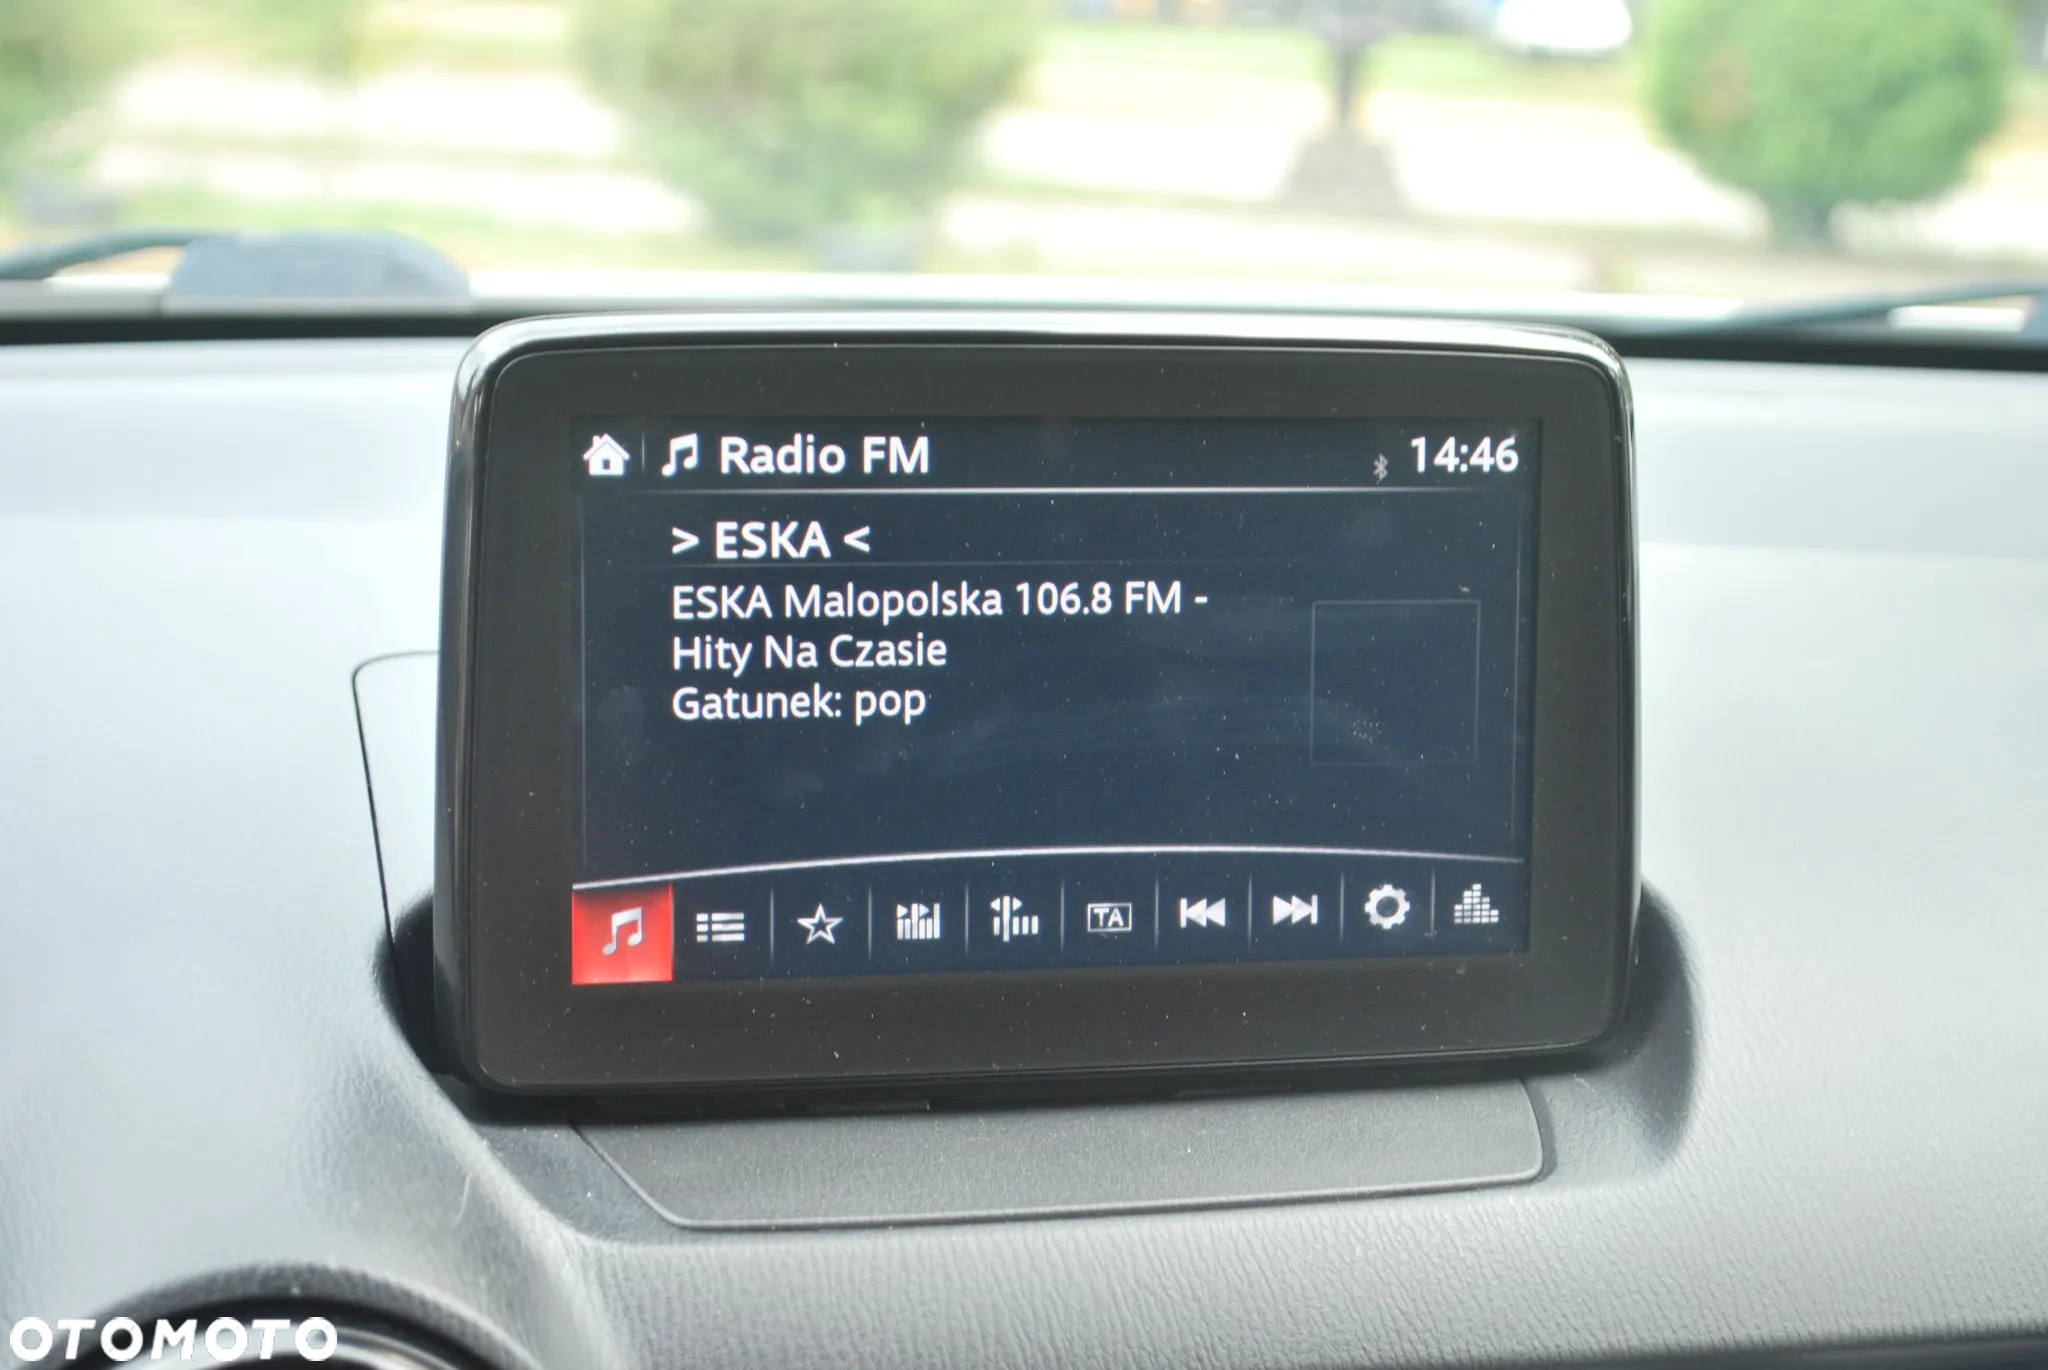 Radio FM
14:46
> ESKA <
ESKA Malopolska 106.8 FM -
Hity Na Czasie
Gatunek: pop
TA
OTOMOTO